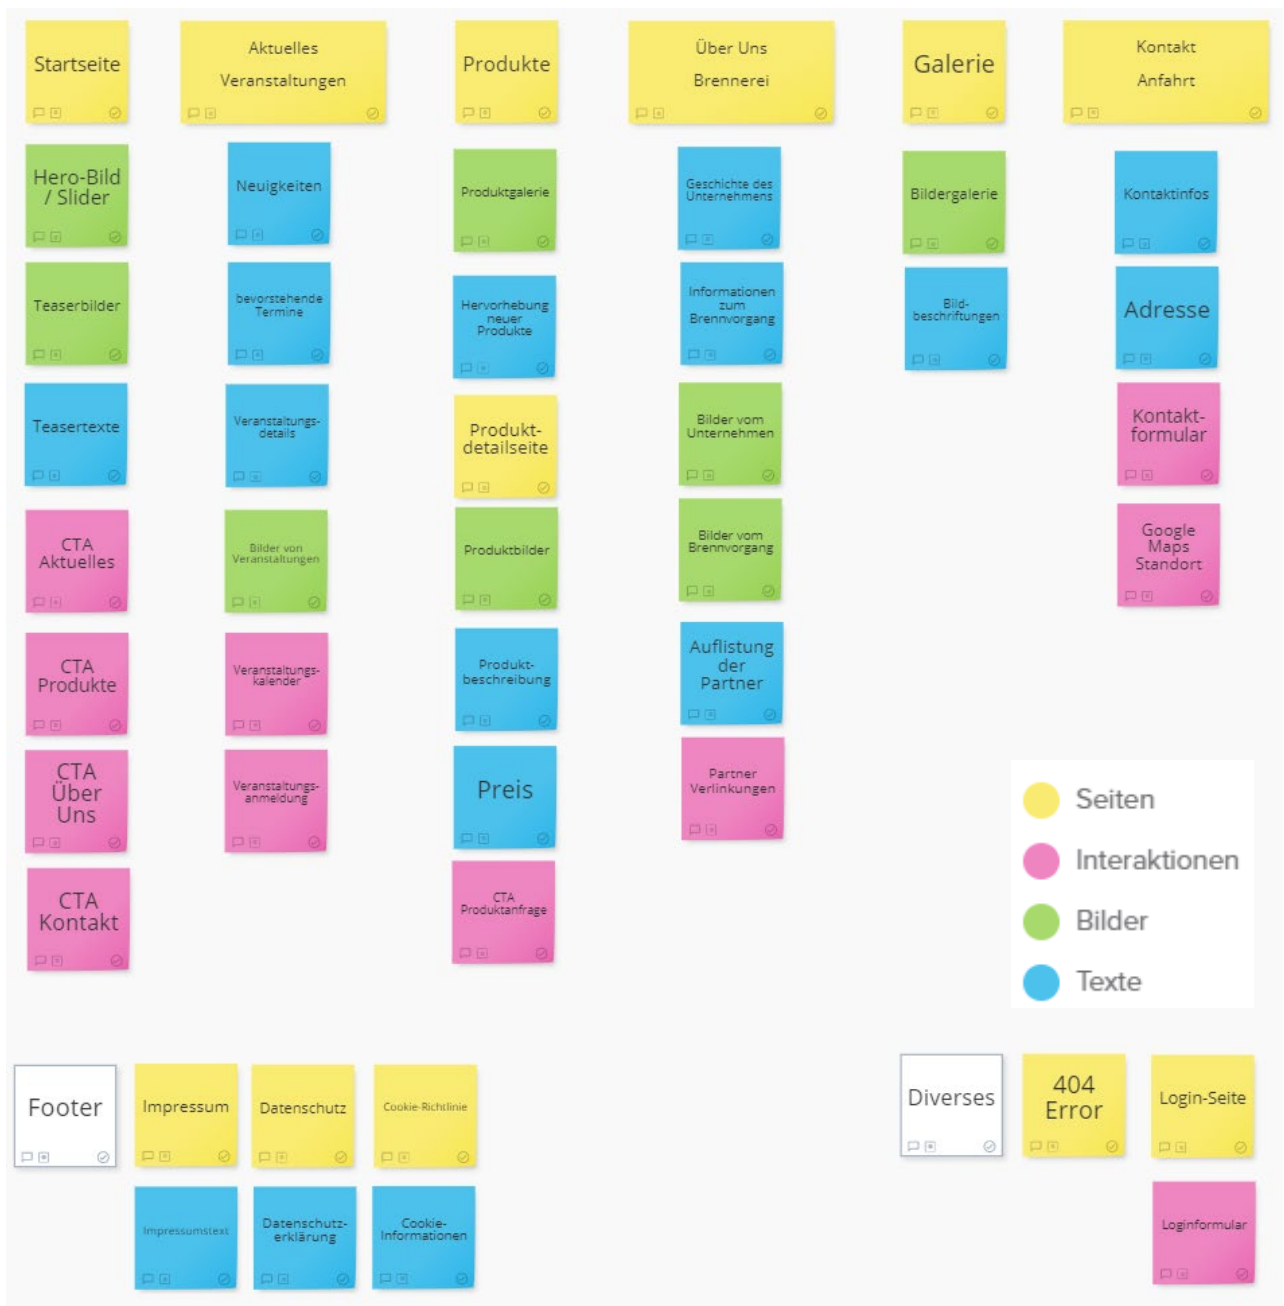 Startseite
Aktuelles
Veranstaltungen
Produkte
Über Uns
Brennerei
Galerie
Kontakt
Anfahrt
Hero-Bild
/ Slider
Teaserbilder
Teasertexte
CTA
Aktuelles
CTA
Produkte
CTA
Über
Uns
CTA
Kontakt
Neuigkeiten
bevorstehende
Termine
Veranstaltungs-
details
Bilder von
Veranstaltungen
Veranstaltungs-
kalender
Veranstaltungs-
anmeldung
Produktgalerie
Hervorhebung
neuer
Produkte
Produkt-
detailseite
Produktbilder
Produkt-
beschreibung
Preis
CTA
Produktanfrage
Geschichte des
Unternehmens
Informationen
zum
Brennvorgang
Bilder vom
Unternehmen
Bilder vom
Brennvorgang
Auflistung
der
Partner
Partner
Verlinkungen
Bildergalerie
Bild-
beschriftungen
Kontaktinfos
Adresse
Kontakt-
formular
Google
Maps
Standort
Seiten
Interaktionen
Bilder
Texte
Footer
Impressum
Datenschutz
Cookie-Richtlinie
Impressumstext
Datenschutz-
erklärung
Cookie-
Informationen
Diverses
404
Error
Login-Seite
Loginformular